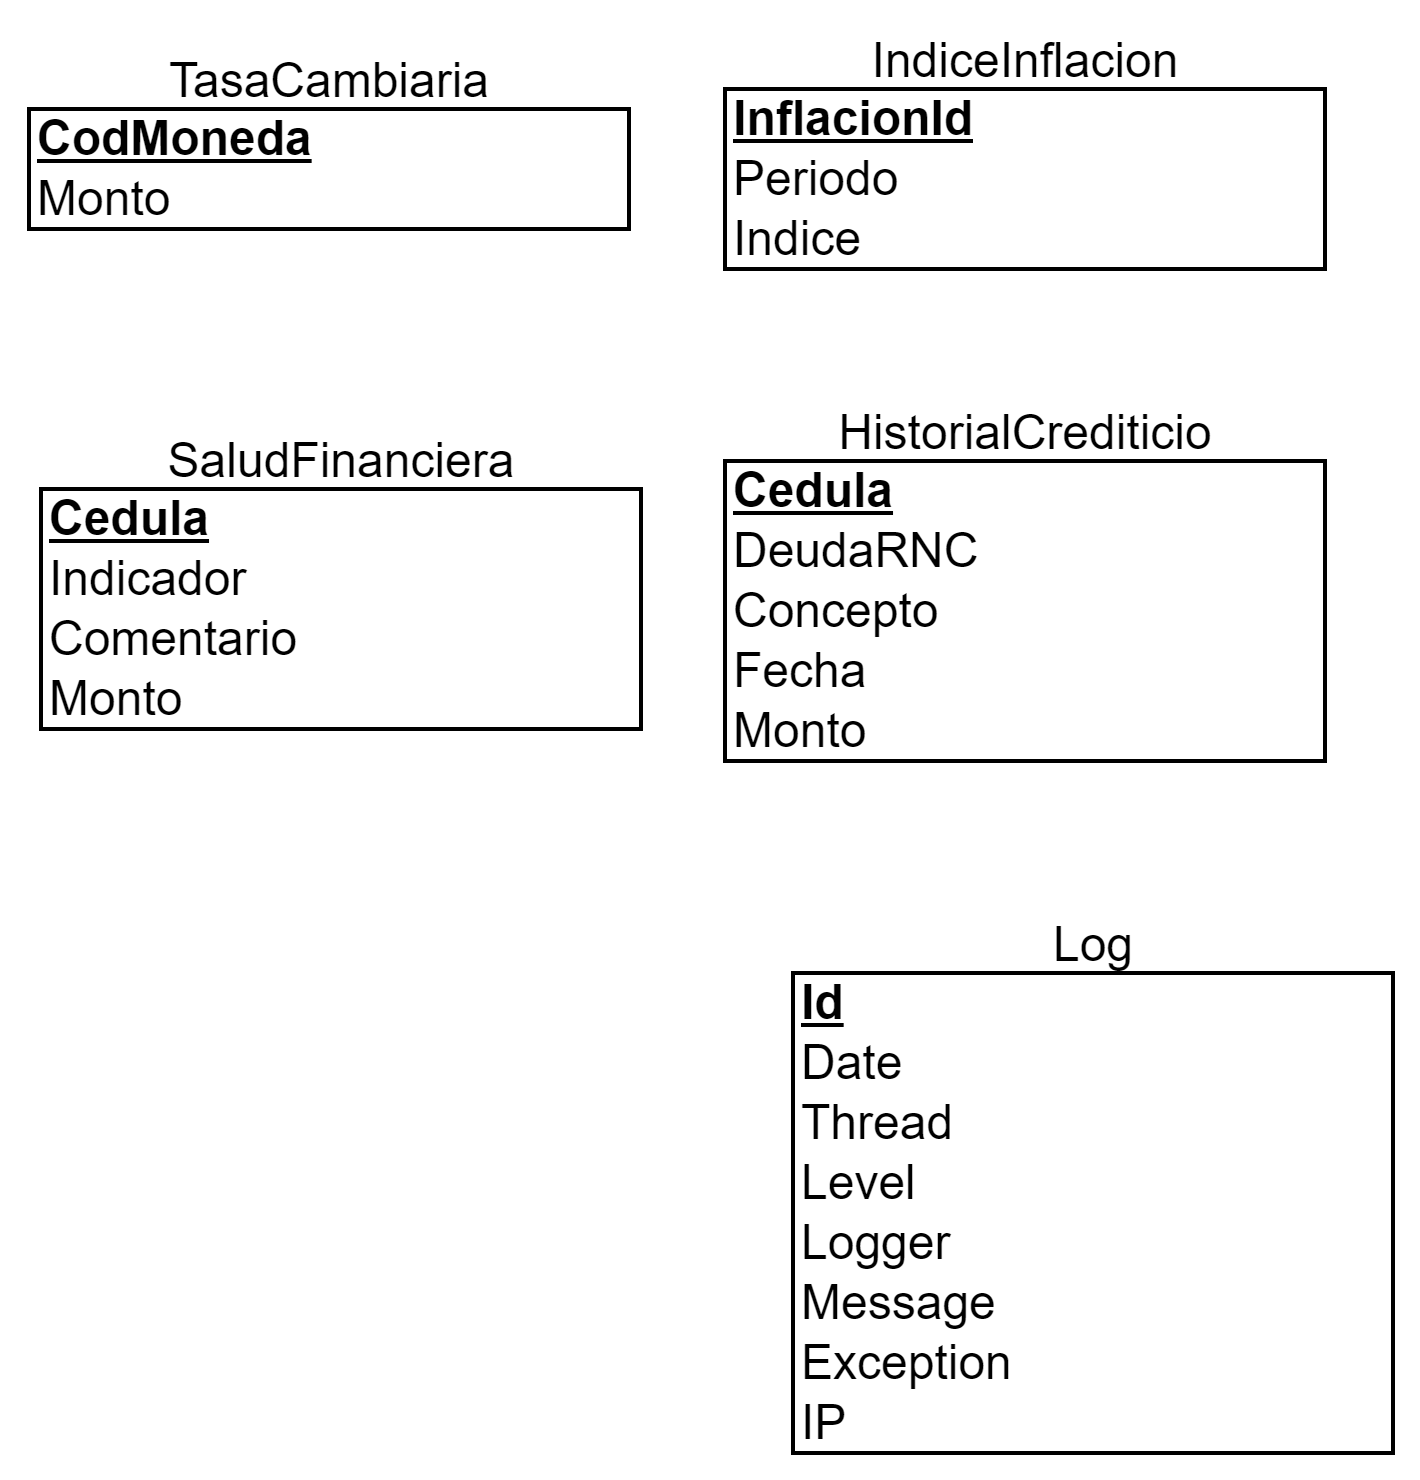 TasaCambiaria
CodMoneda
Monto
IndiceInflacion
InflacionId
Periodo
Indice
SaludFinanciera
Cedula
Indicador
Comentario
Monto
HistorialCrediticio
Cedula
DeudaRNC
Concepto
Fecha
Monto
Log
Id
Date
Thread
Level
Logger
Message
Exception
IP